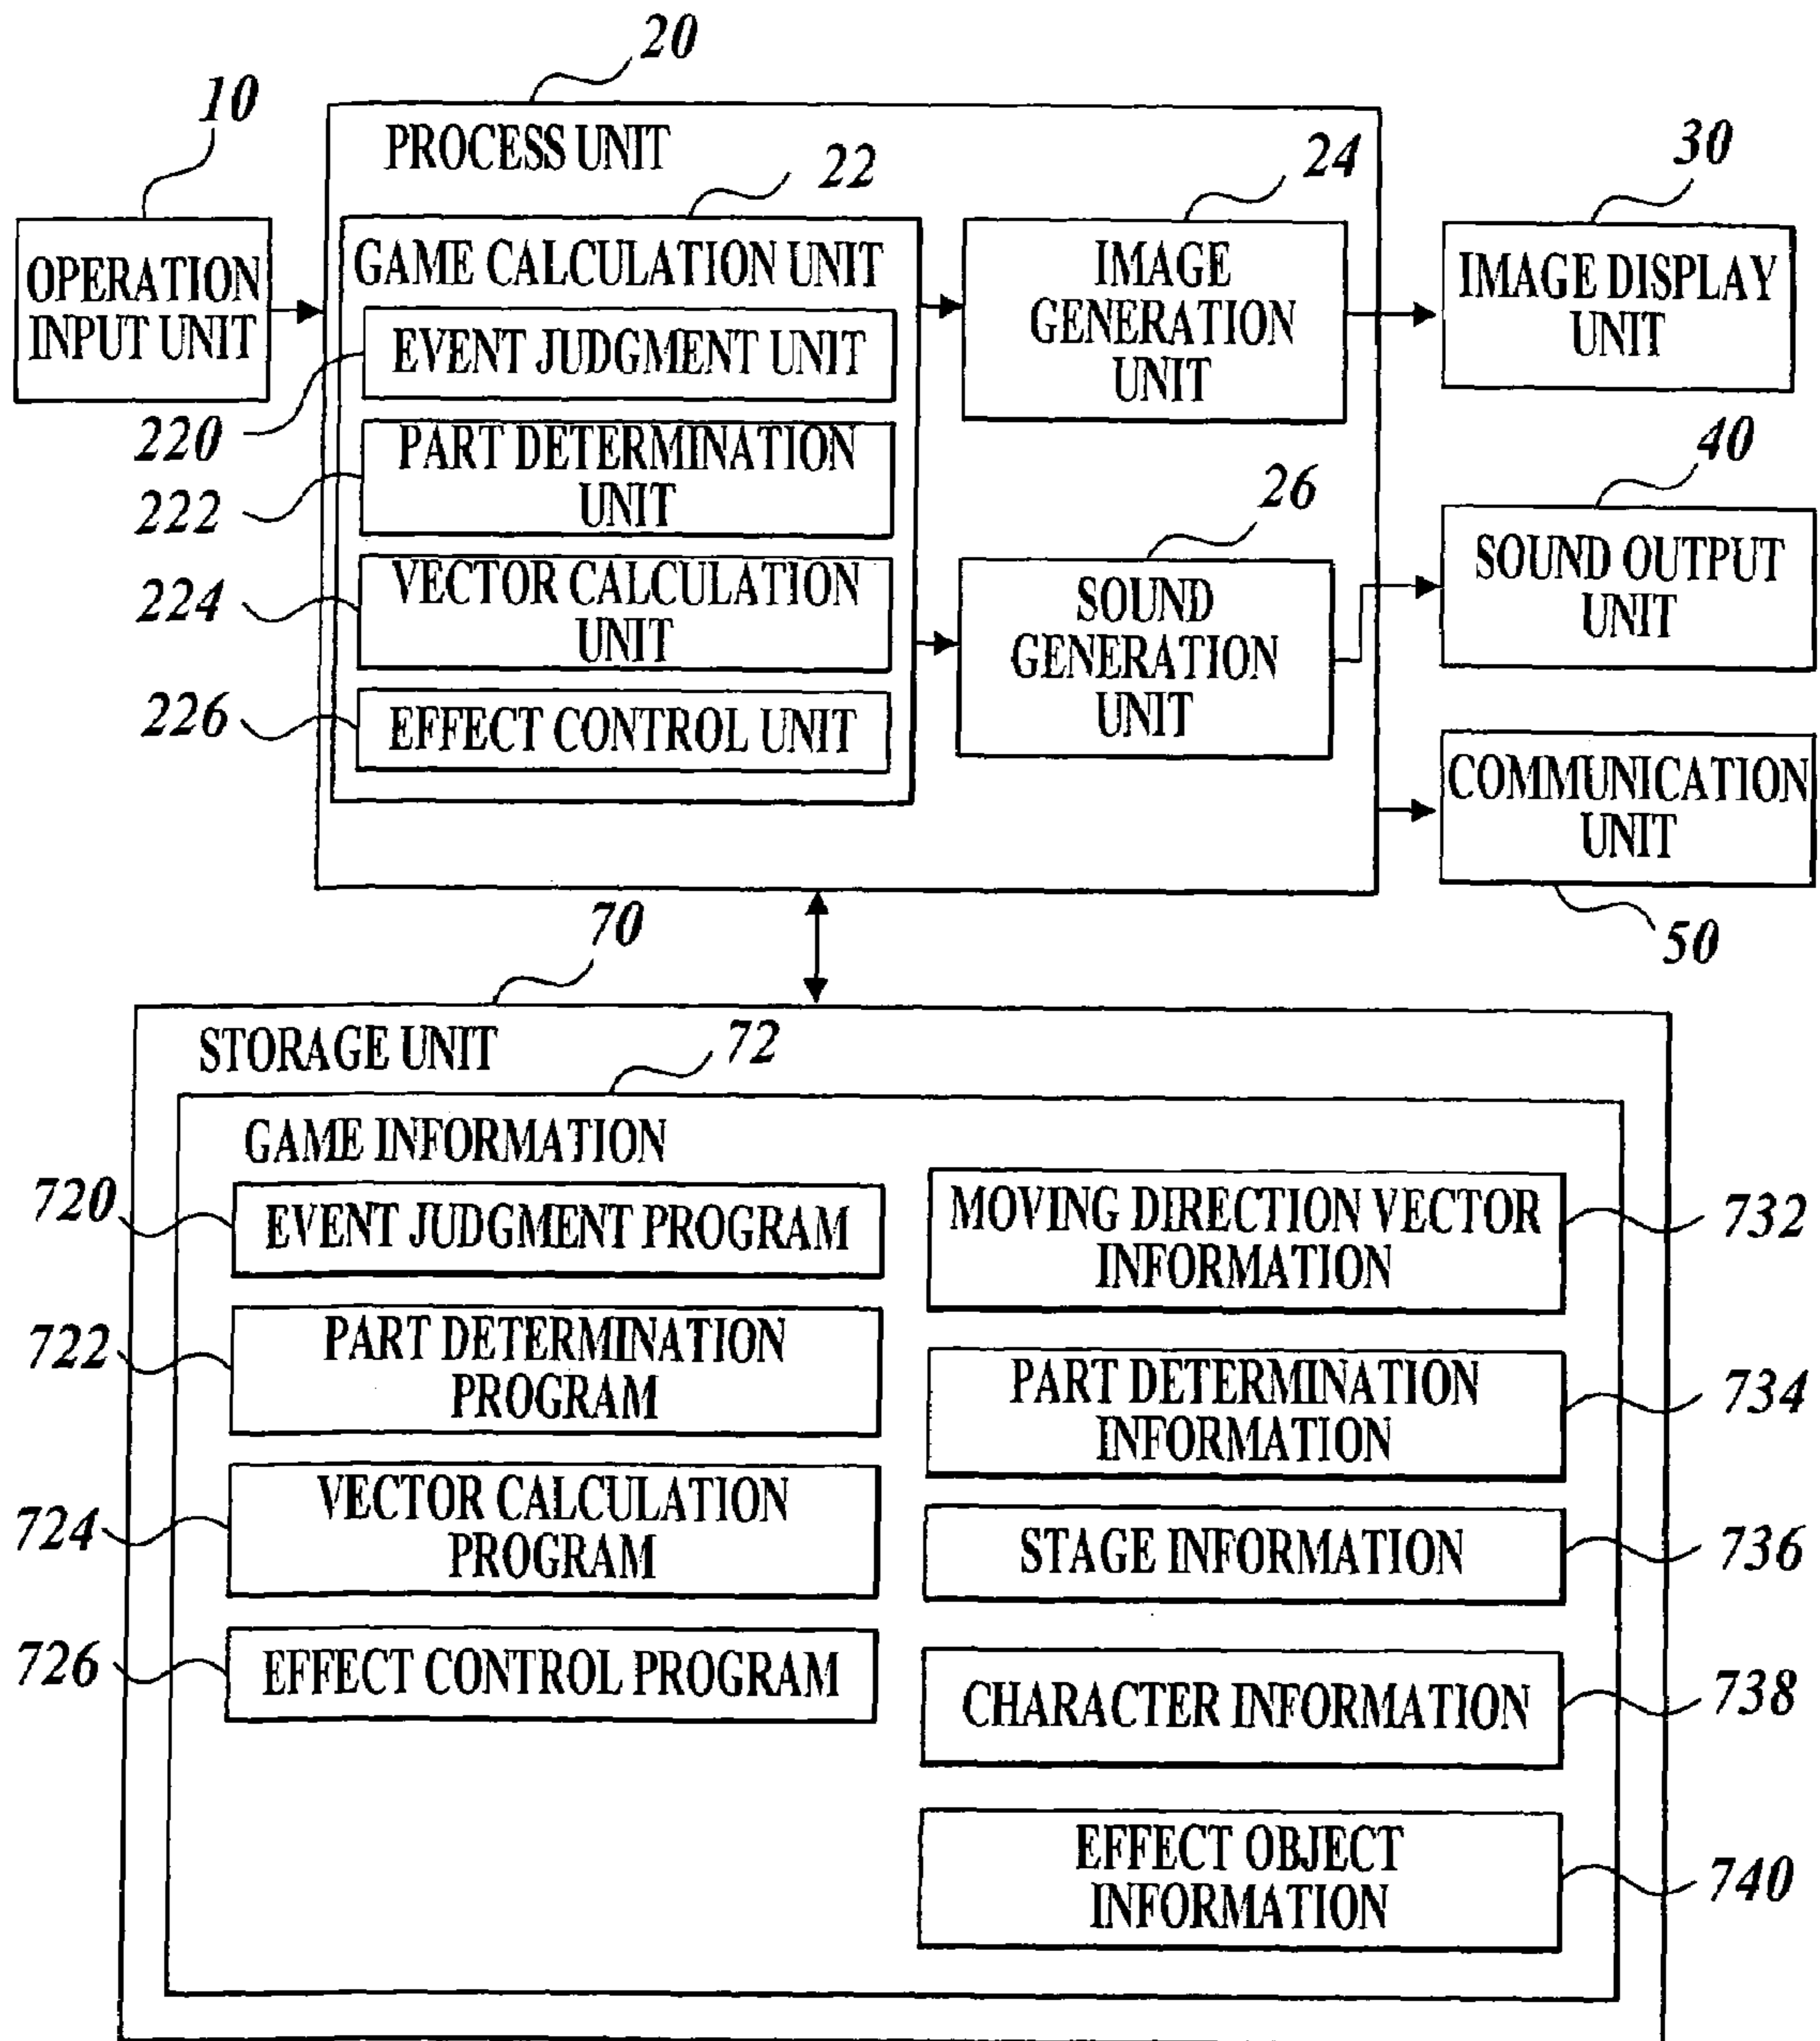 20
10
PROCESS UNIT
22
24
30
OPERATION
INPUT UNIT
GAME CALCULATION UNIT
IMAGE
GENERATION
UNIT
IMAGE DISPLAY
UNIT
EVENT JUDGMENT UNIT
220
PART DETERMINATION
UNIT
222
26
40
VECTOR CALCULATION
UNIT
224
SOUND
GENERATION
UNIT
SOUND OUTPUT
UNIT
226
EFFECT CONTROL UNIT
COMMUNICATION
UNIT
50
70
STORAGE UNIT
72
GAME INFORMATION
720
EVENT JUDGMENT PROGRAM
MOVING DIRECTION VECTOR
INFORMATION
732
722
PART DETERMINATION
PROGRAM
PART DETERMINATION
INFORMATION
734
724
VECTOR CALCULATION
PROGRAM
STAGE INFORMATION
736
726
EFFECT CONTROL PROGRAM
CHARACTER INFORMATION
738
EFFECT OBJECT
INFORMATION
740